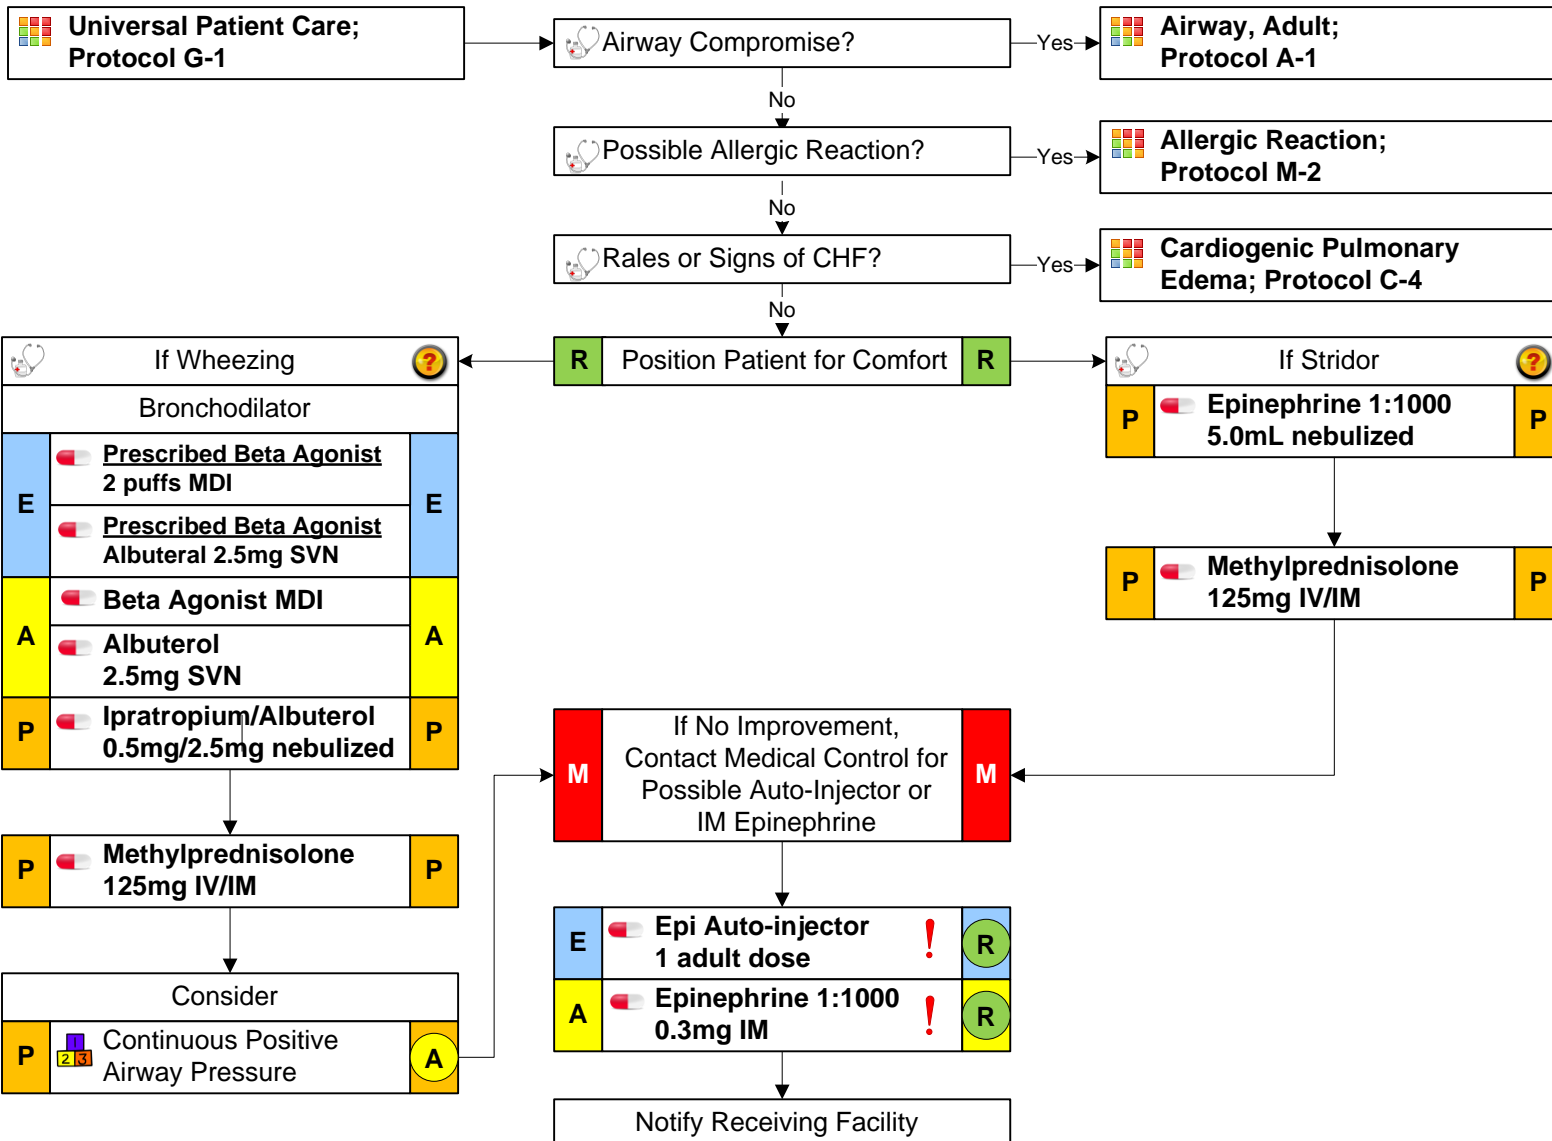 Universal Patient Care;
Protocol G-1
Airway Compromise?
Yes
Airway, Adult;
Protocol A-1
No
Possible Allergic Reaction?
Yes
Allergic Reaction;
Protocol M-2
No
Rales or Signs of CHF?
Yes
Cardiogenic Pulmonary
Edema; Protocol C-4
No
R
Position Patient for Comfort
R
If Wheezing
?
Bronchodilator
E
Prescribed Beta Agonist
2 puffs MDI
Prescribed Beta Agonist
Albuteral 2.5mg SVN
E
A
Beta Agonist MDI
Albuterol
2.5mg SVN
A
P
Ipratropium/Albuterol
0.5mg/2.5mg nebulized
P
P
Methylprednisolone
125mg IV/IM
P
Consider
P
1
2 3
Continuous Positive
Airway Pressure
A
If Stridor
?
P
Epinephrine 1:1000
5.0mL nebulized
P
P
Methylprednisolone
125mg IV/IM
P
M
If No Improvement,
Contact Medical Control for
Possible Auto-Injector or
IM Epinephrine
M
E
Epi Auto-injector
1 adult dose
!
R
A
Epinephrine 1:1000
0.3mg IM
!
R
Notify Receiving Facility